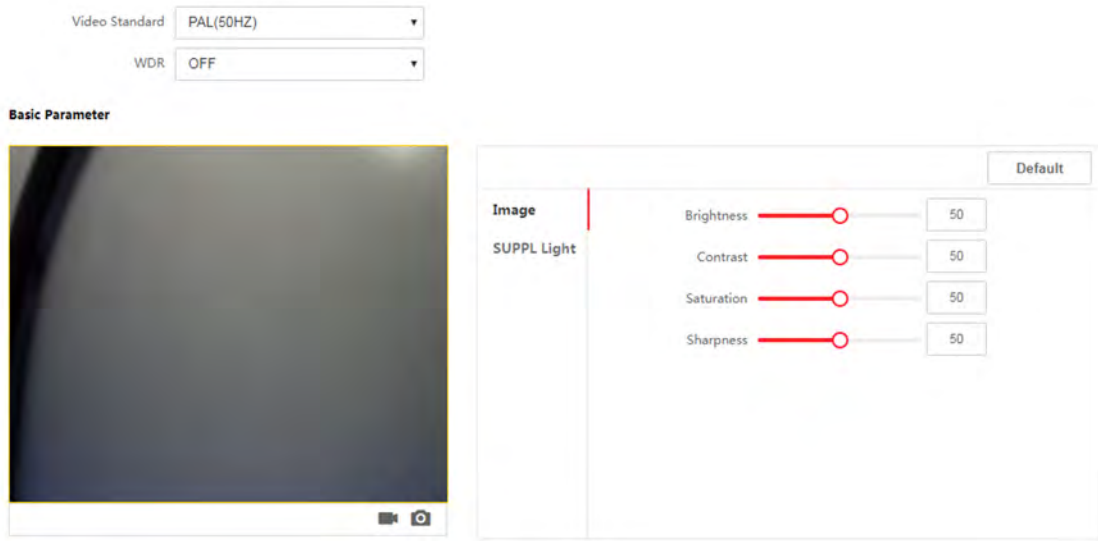 Video Standard PAL(50HZ)
WDR OFF
Basic Parameter
Default
Image
SUPPL Light
Brightness 50
Contrast 50
Saturation 50
Sharpness 50